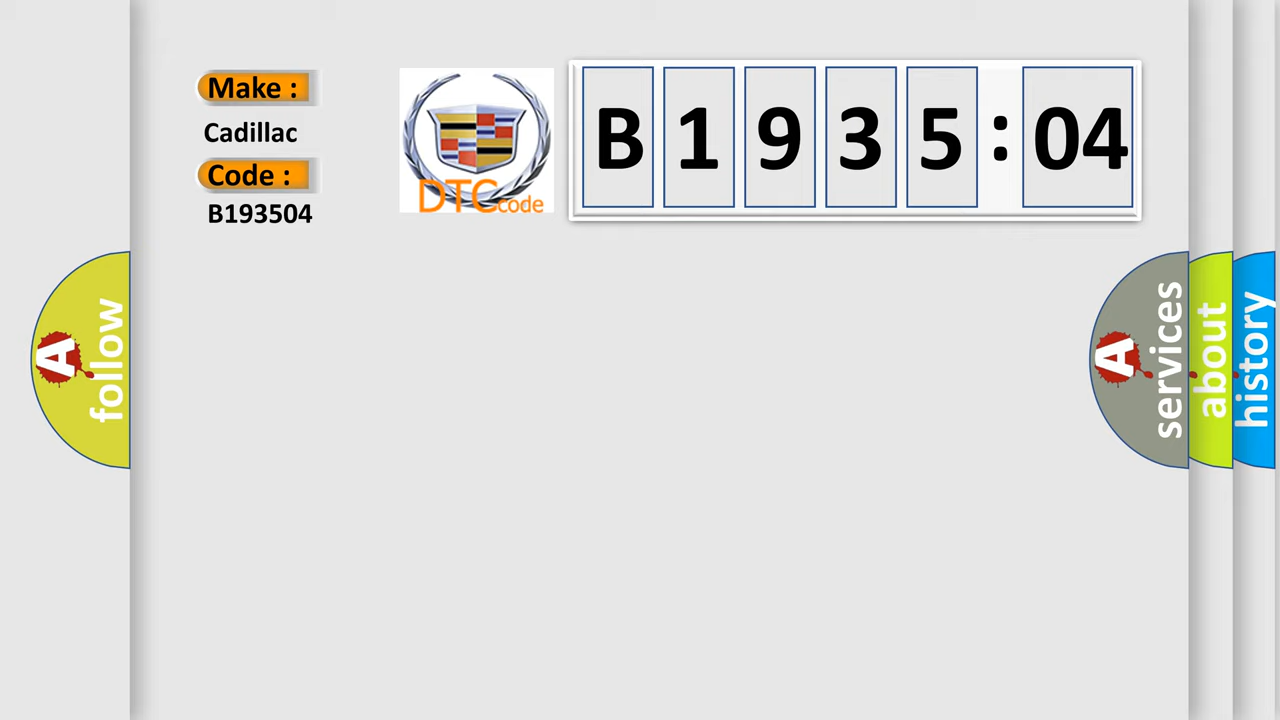 Make :
Cadillac
Code :
B193504
DTCcode
B 1 9 3 5 : 04
A follow
A services
about
history